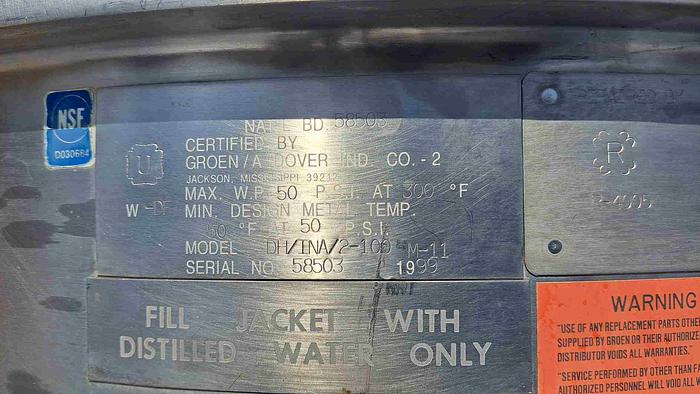 NSF
D030684
NAT. BD. 58503
CERTIFIED BY
GROEN/A DOVER IND. CO.-2
JACKSON, MISSISSIPPI 39212
U
MAX. W.P. 50 P.S.I. AT 300 °F
W-DF MIN. DESIGN METAL TEMP.
50 °F AT 50 P.S.I.
MODEL DH/INA/2-100 M-11
SERIAL NO. 58503 1999
FILL JACKET WITH
DISTILLED WATER ONLY
R
WARNING
"USE OF ANY REPLACEMENT PARTS OTHE
SUPPLIED BY GROEN OR THEIR AUTHORIZE
DISTRIBUTOR VOIDS ALL WARRANTIES."
"SERVICE PERFORMED BY OTHER THAN FA
AUTHORIZED PERSONNEL WILL VOID ALL W